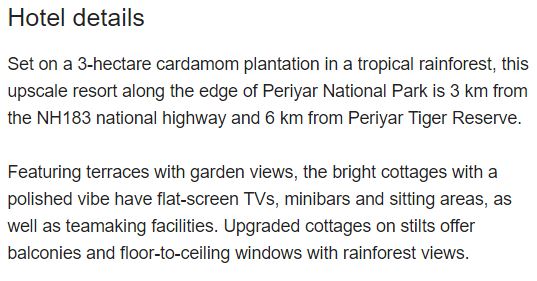 Hotel details
Set on a 3-hectare cardamom plantation in a tropical rainforest, this
upscale resort along the edge of Periyar National Park is 3 km from
the NH183 national highway and 6 km from Periyar Tiger Reserve.
Featuring terraces with garden views, the bright cottages with a
polished vibe have flat-screen TVs, minibars and sitting areas, as
well as teamaking facilities. Upgraded cottages on stilts offer
balconies and floor-to-ceiling windows with rainforest views.